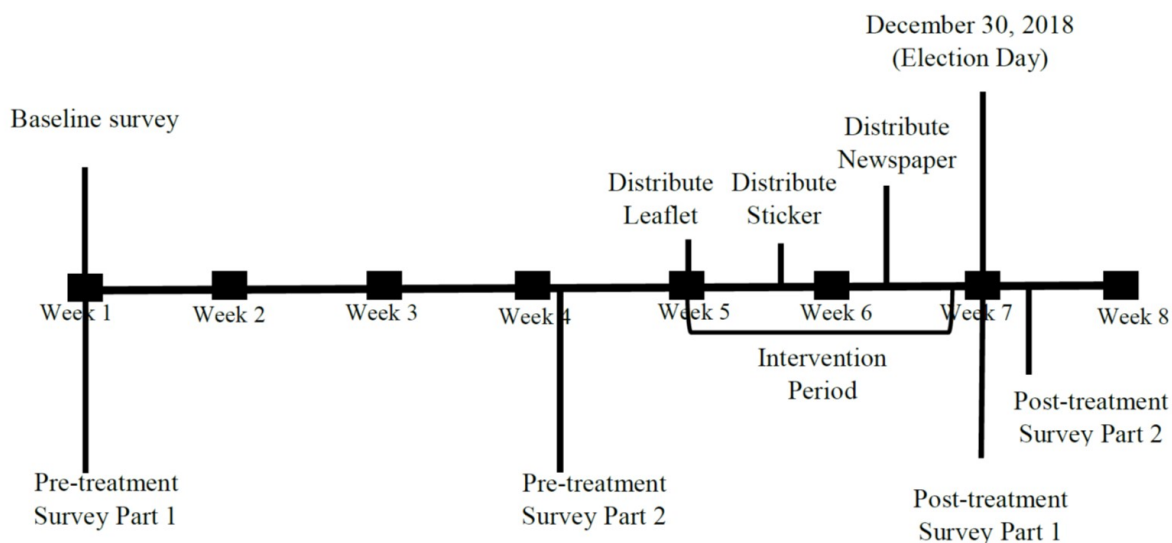 December 30, 2018
(Election Day)
Baseline survey
Distribute
Newspaper
Distribute
Leaflet
Distribute
Sticker
Week 1
Week 2
Week 3
Week 4
Week 5
Week 6
Week 7
Week 8
Intervention
Period
Post-treatment
Survey Part 2
Pre-treatment
Survey Part 1
Pre-treatment
Survey Part 2
Post-treatment
Survey Part 1